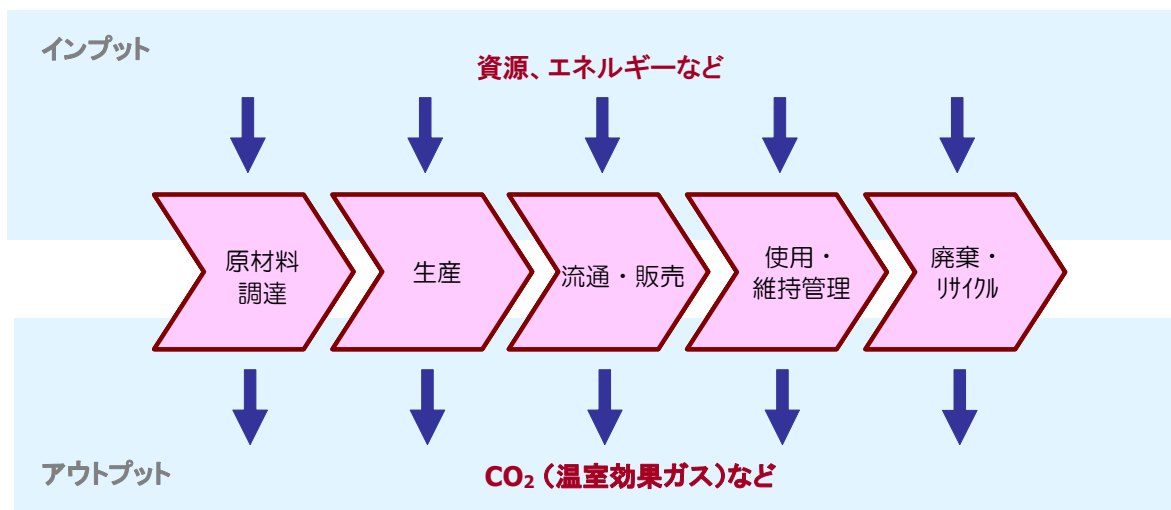 インプット
資源、エネルギーなど
原材料
調達
生産
流通・販売
使用・
維持管理
廃棄・
ﾘｻｲｸﾙ
アウトプット
CO₂（温室効果ガス）など